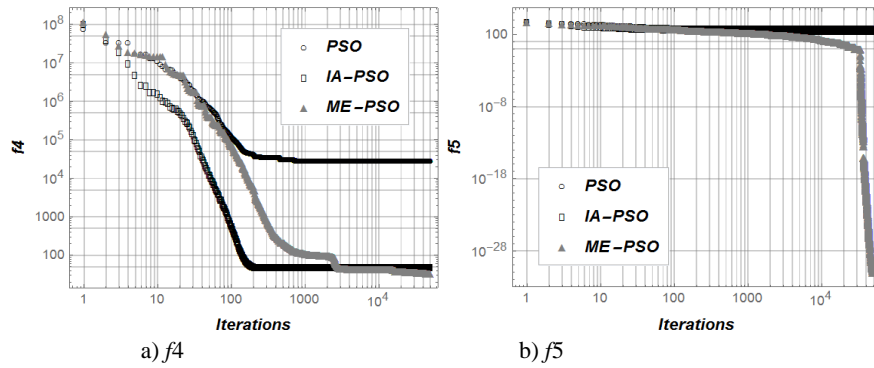 10^8
10^7
10^6
10^5
10^4
1000
100
f4
1 10 100 1000 10^4
Iterations
PSO
IA-PSO
ME-PSO
a) f4
100
10^-8
10^-18
10^-28
f5
1 10 100 1000 10^4
Iterations
PSO
IA-PSO
ME-PSO
b) f5